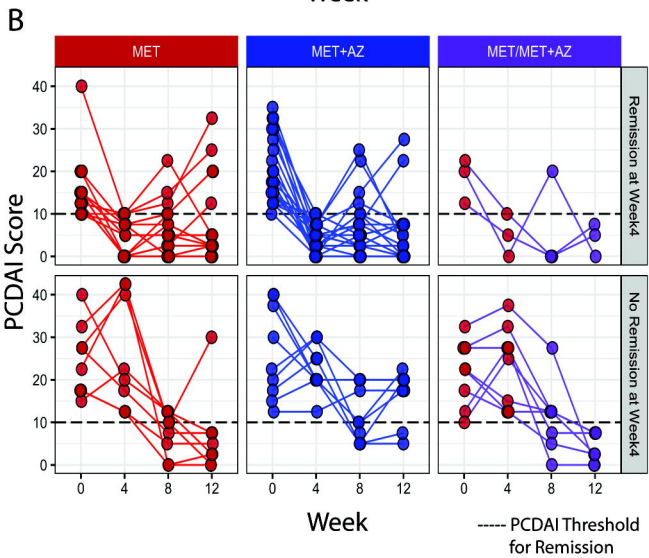 Week
B
MET
MET+AZ
MET/MET+AZ
40
30
20
10
0
Remission at Week4
40
30
20
10
0
No Remission at Week4
PCDAI Score
0 4 8 12
0 4 8 12
0 4 8 12
Week
----- PCDAI Threshold
for Remission